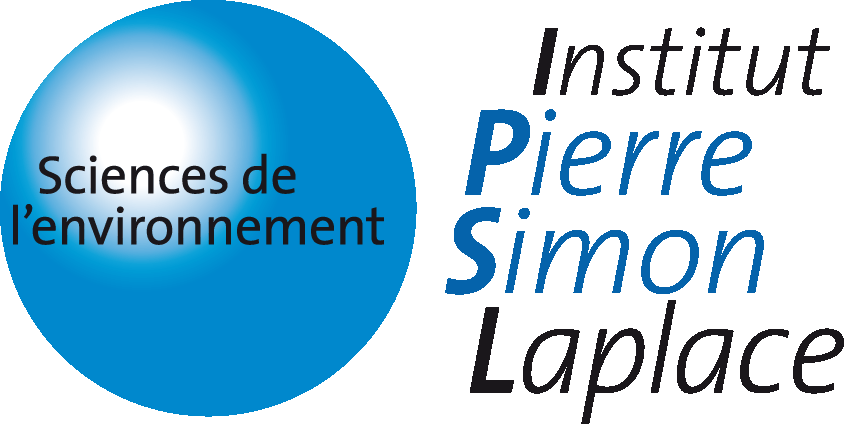 Sciences de
l’environnement
Institut
Pierre
Simon
Laplace